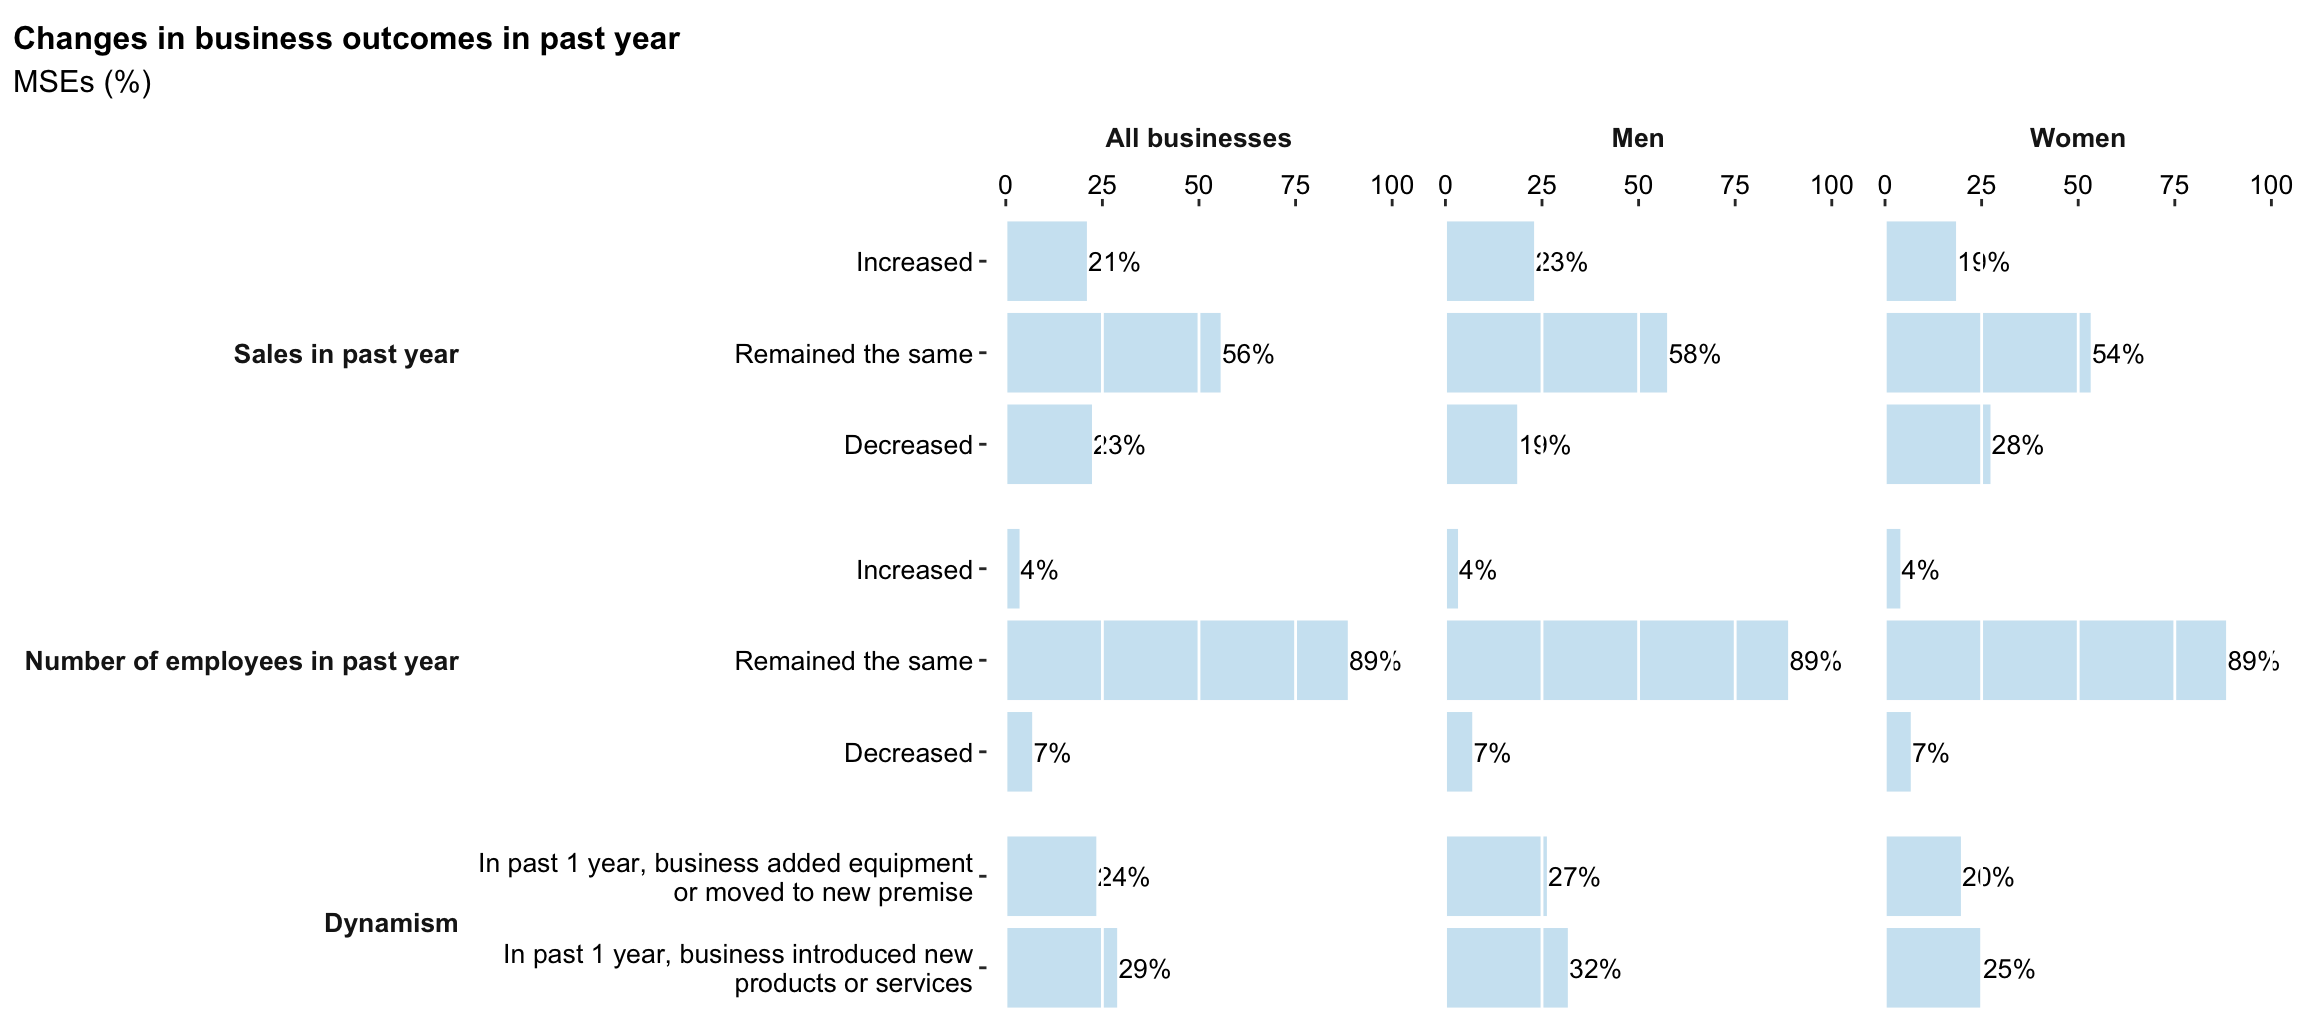 Changes in business outcomes in past year
MSEs (%)
All businesses Men Women
0 25 50 75 100 0 25 50 75 100 0 25 50 75 100
Increased 21% 23% 19%
Sales in past year Remained the same 56% 58% 54%
Decreased 23% 19% 28%
Increased 4% 4% 4%
Number of employees in past year Remained the same 89% 89% 89%
Decreased 7% 7% 7%
In past 1 year, business added equipment
or moved to new premise 24% 27% 20%
Dynamism
In past 1 year, business introduced new
products or services 29% 32% 25%